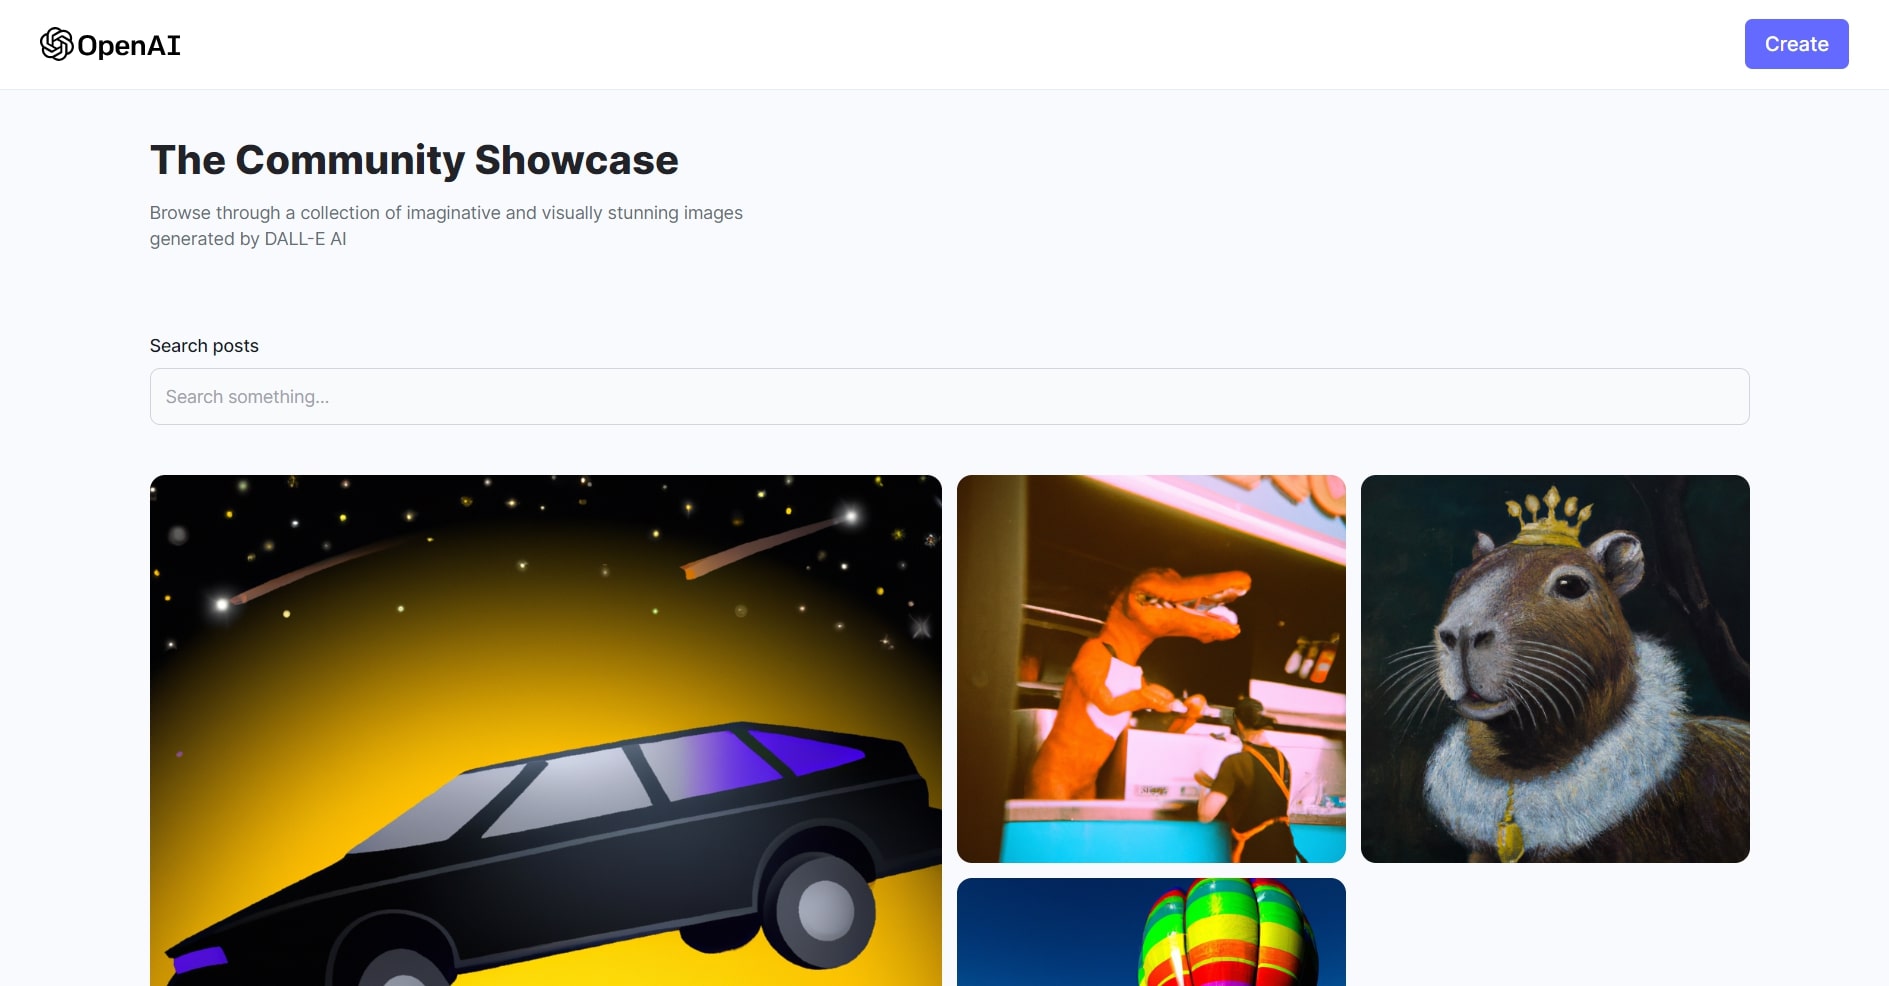 OpenAI
Create
The Community Showcase
Browse through a collection of imaginative and visually stunning images
generated by DALL-E AI
Search posts
Search something...